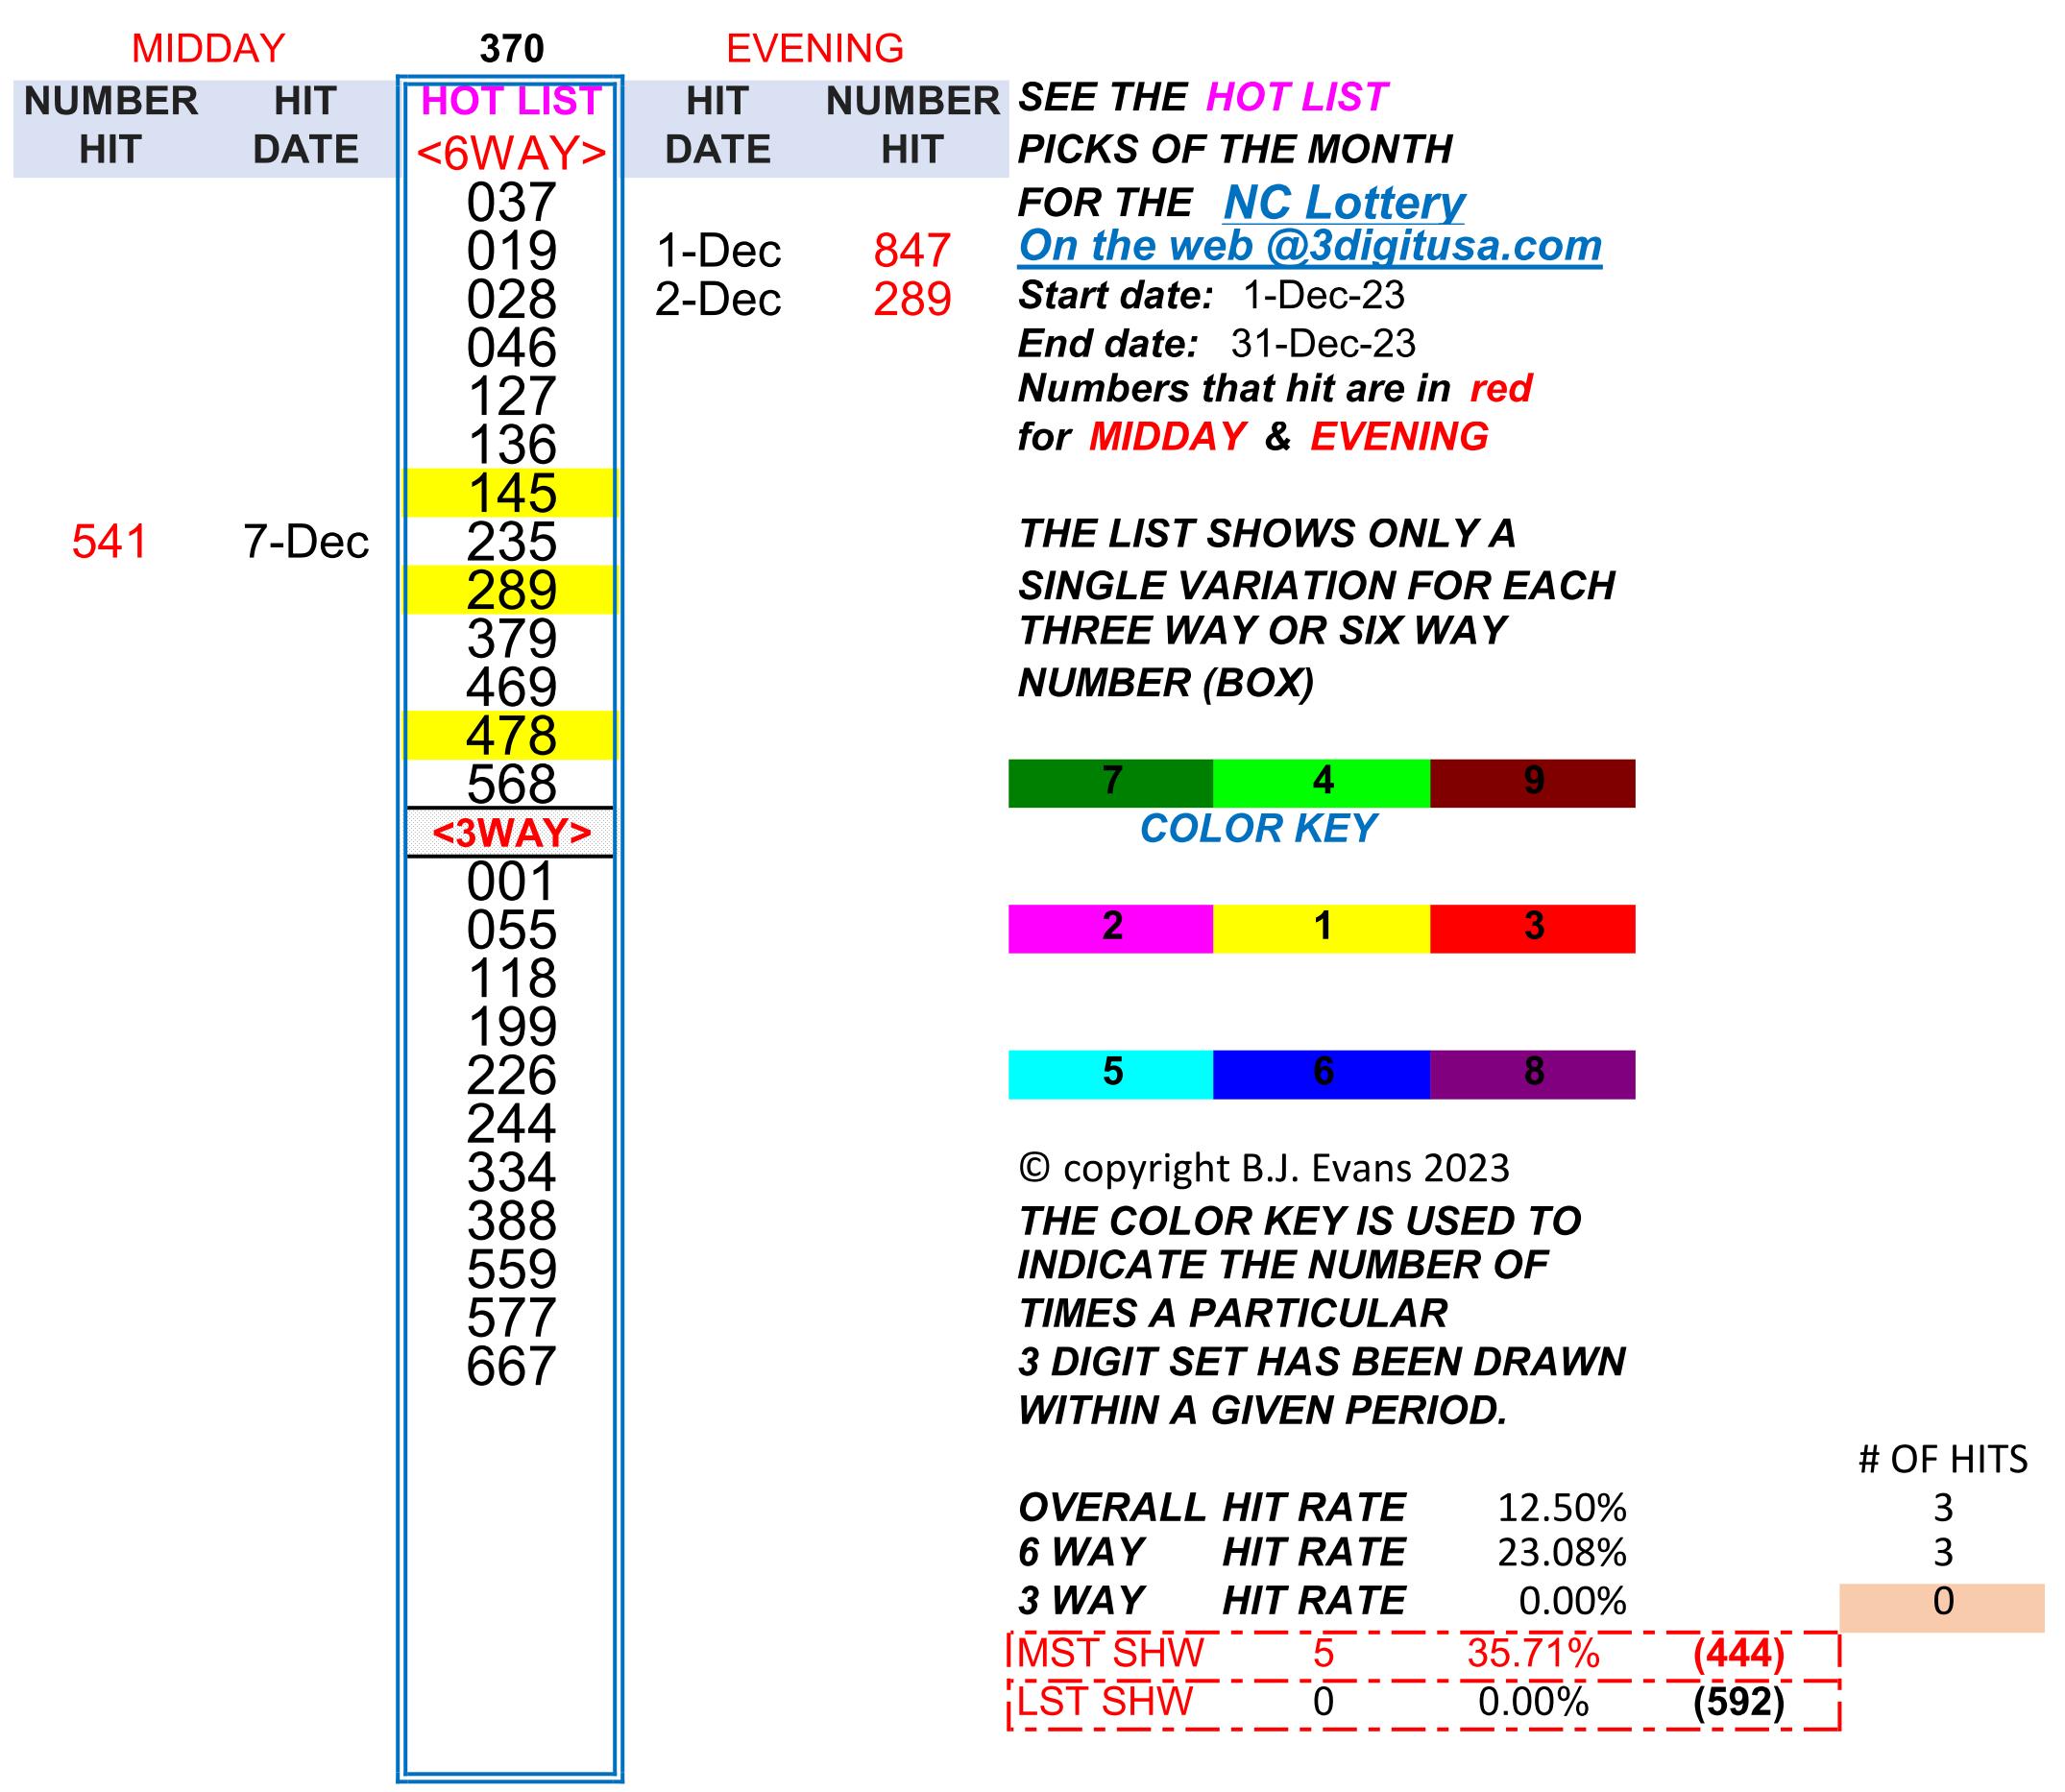 MIDDAY 370 EVENING
NUMBER HIT HOT LIST HIT NUMBER SEE THE HOT LIST
HIT DATE <6WAY> DATE HIT PICKS OF THE MONTH
037 FOR THE NC Lottery
019 1-Dec 847 On the web @3digitusa.com
028 2-Dec 289 Start date: 1-Dec-23
046 End date: 31-Dec-23
127 Numbers that hit are in red
136 for MIDDAY & EVENING
145
541 7-Dec 235 THE LIST SHOWS ONLY A
289 SINGLE VARIATION FOR EACH
379 THREE WAY OR SIX WAY
469 NUMBER (BOX)
478
568 7 4 9
<3WAY> COLOR KEY
001
055 2 1 3
118
199
226 5 6 8
244
334 © copyright B.J. Evans 2023
388 THE COLOR KEY IS USED TO
559 INDICATE THE NUMBER OF
577 TIMES A PARTICULAR
667 3 DIGIT SET HAS BEEN DRAWN
WITHIN A GIVEN PERIOD.
# OF HITS
OVERALL HIT RATE 12.50% 3
6 WAY HIT RATE 23.08% 3
3 WAY HIT RATE 0.00% 0
MST SHW 5 35.71% (444)
LST SHW 0 0.00% (592)